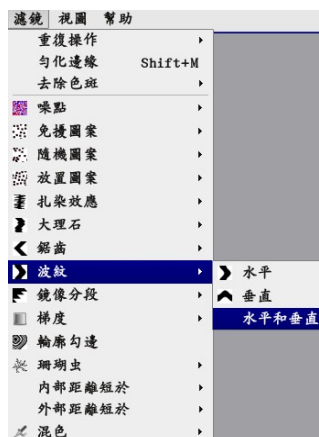 濾鏡 視圖 幫助
重復操作
勻化邊緣 Shift+M
去除色斑
噪點
免擾圖案
隨機圖案
放置圖案
扎染效應
大理石
鋸齒
波紋
水平
垂直
水平和垂直
鏡像分段
梯度
輪廓勾邊
珊瑚虫
内部距離短於
外部距離短於
混色